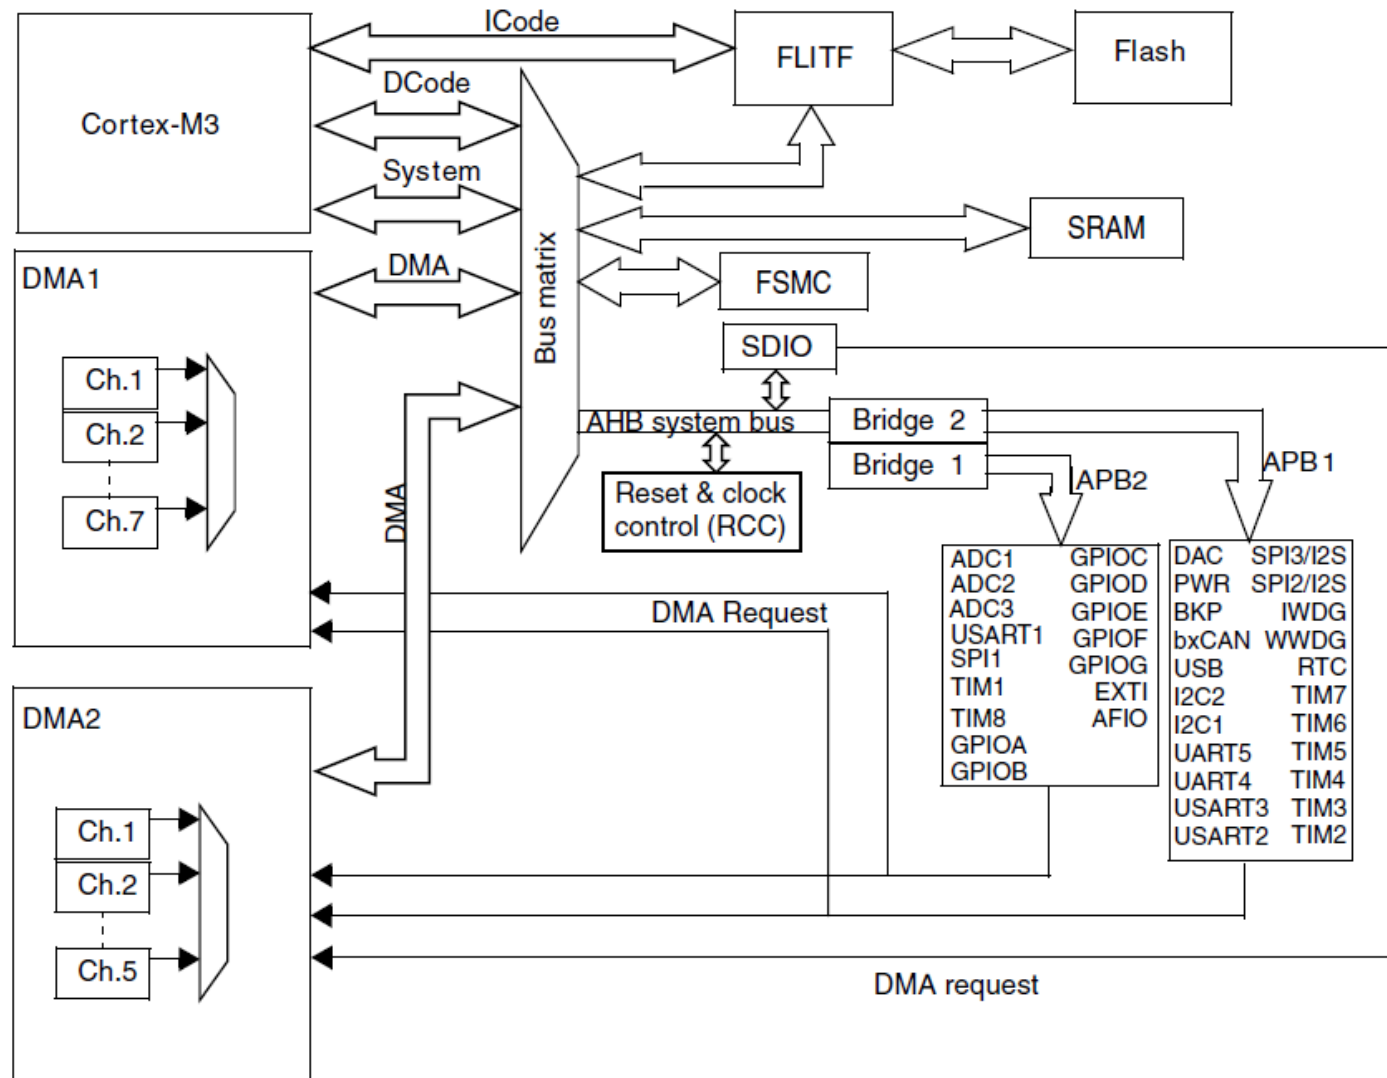 ICode
Cortex-M3
FLITF
Flash
DCode
System
DMA
Bus matrix
SRAM
FSMC
SDIO
AHB system bus
Bridge 2
Bridge 1
Reset & clock
control (RCC)
APB2
APB1
DMA1
Ch.1
Ch.2
Ch.7
DMA
DMA Request
ADC1 GPIOC
ADC2 GPIOD
ADC3 GPIOE
USART1 GPIOF
SPI1 GPIOG
TIM1 EXTI
TIM8 AFIO
GPIOA
GPIOB
DAC SPI3/I2S
PWR SPI2/I2S
BKP IWDG
bxCAN WWDG
USB RTC
I2C2 TIM7
I2C1 TIM6
UART5 TIM5
UART4 TIM4
USART3 TIM3
USART2 TIM2
DMA2
Ch.1
Ch.2
Ch.5
DMA request